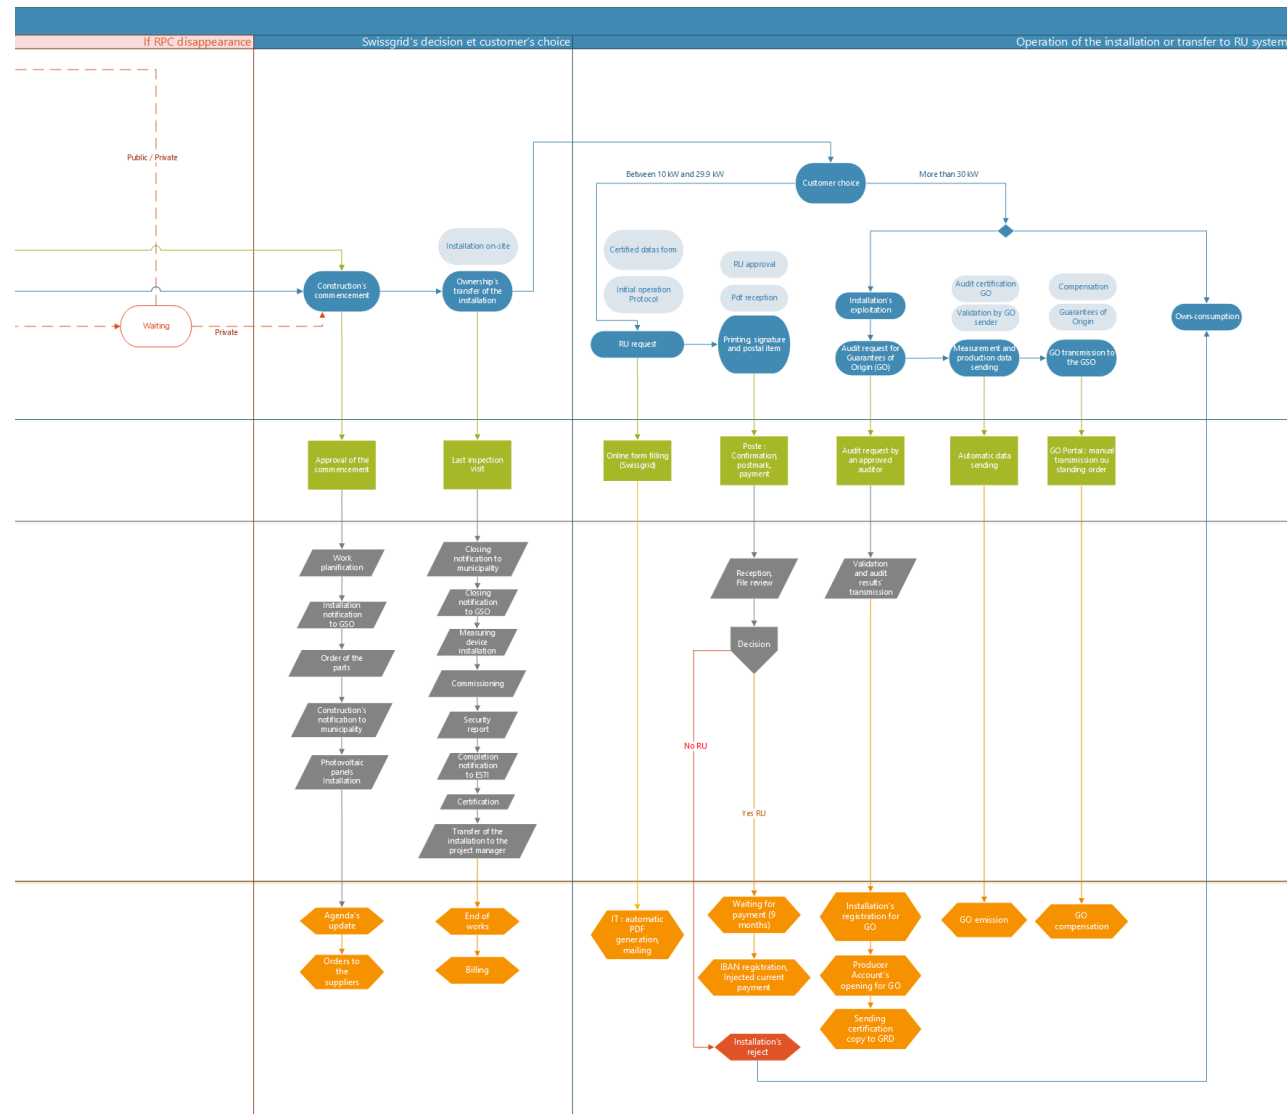 If RPC disappearance
Swissgrid's decision et customer's choice
Operation of the installation or transfer to RU system
Public / Private
Between 10 kW and 29.9 kW
Customer choice
More than 30 kW
Installation on-site
Certified datas form
RU approval
Initial operation
Protocol
Pdf reception
Audit certification
GO
Validation by GO
sender
Compensation
Guarantees of
Origin
Construction's
commencement
Ownership's
transfer of the
installation
Installation's
exploitation
Own-consumption
Waiting
Private
RU request
Printing, signature
and postal item
Audit request for
Guarantees of
Origin (GO)
Measurement and
production data
sending
GO transmission to
the GSO
Approval of the
commencement
Last inspection
visit
Online form filling
(Swissgrid)
Poste :
Confirmation,
postmark,
payment
Audit request by
an approved
auditor
Automatic data
sending
GO Portal : manual
transmission ou
standing order
Work
planification
Installation
notification
to GSO
Order of the
parts
Construction's
notification to
municipality
Photovoltaic
panels
Installation
Closing
notification to
municipality
Closing
notification
to GSO
Measuring
device
installation
Commissioning
Security
report
Completion
notification
to ESTI
Certification
Transfer of the
installation to the
project manager
Reception,
File review
Decision
No RU
Yes RU
Validation
and audit
results'
transmission
Agenda's
update
Orders to
the
suppliers
End of
works
Billing
IT : automatic
PDF
generation,
mailing
Waiting for
payment (9
months)
IBAN registration,
Injected current
payment
Installation's
reject
Installation's
registration for
GO
Producer
Account's
opening for GO
Sending
certification
copy to GRD
GO emission
GO
compensation